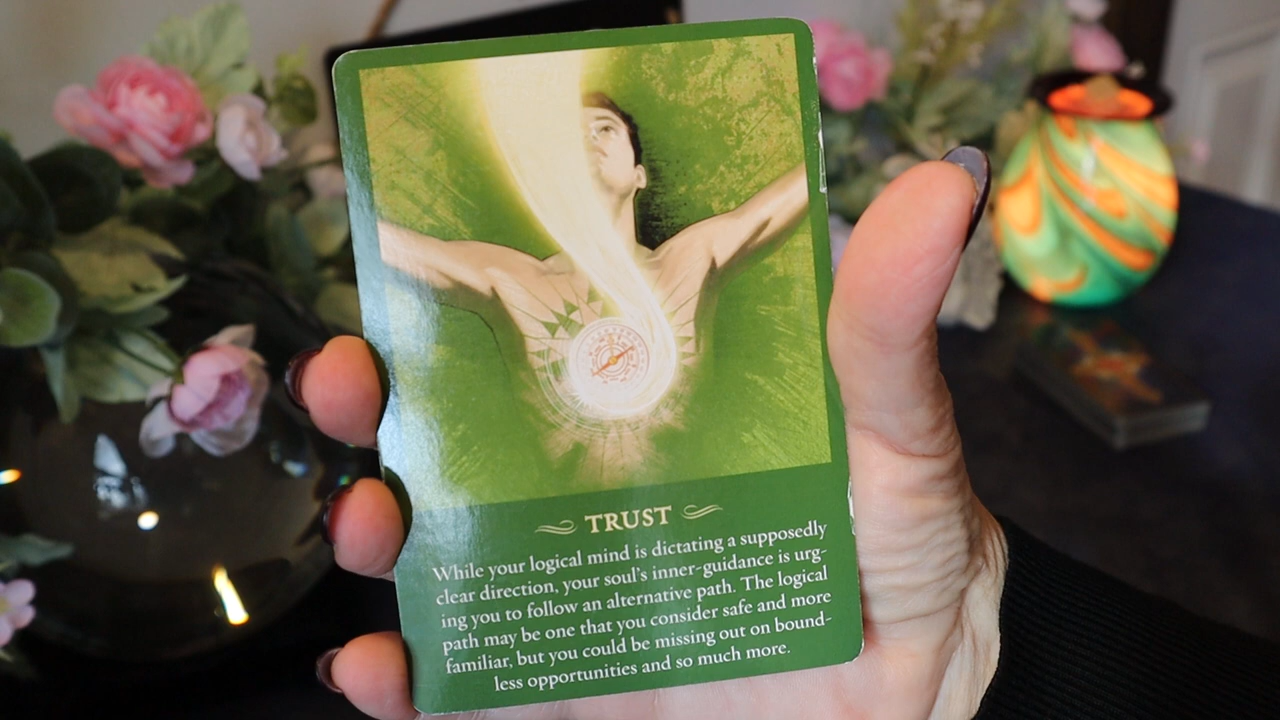 TRUST
While your logical mind is dictating a supposedly
clear direction, your soul's inner-guidance is urg-
ing you to follow an alternative path. The logical
path may be one that you consider safe and more
familiar, but you could be missing out on bound-
less opportunities and so much more.